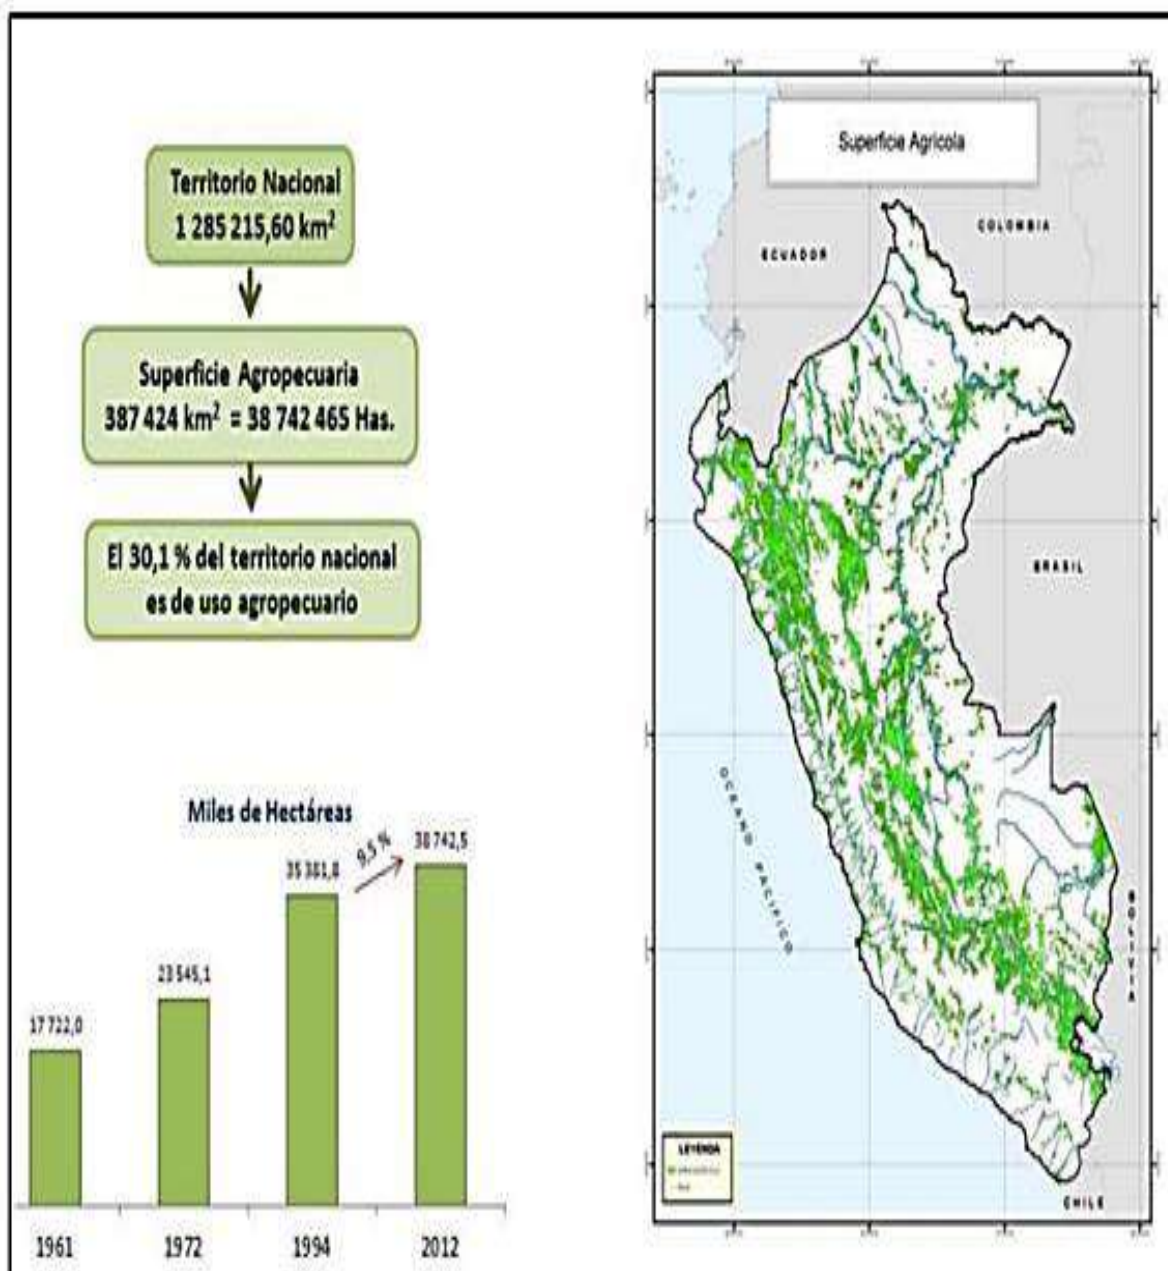 Territorio Nacional
1 285 215,60 km²
Superficie Agropecuaria
387 424 km² = 38 742 465 Has.
El 30,1 % del territorio nacional
es de uso agropecuario
Miles de Hectáreas
17 722,0
23 545,1
35 381,8
9,5 %
38 742,5
1961
1972
1994
2012
Superficie Agricola
COLOMBIA
ECUADOR
BRASIL
OCEANO PACIFICO
BOLIVIA
LEYENDA
CHILE